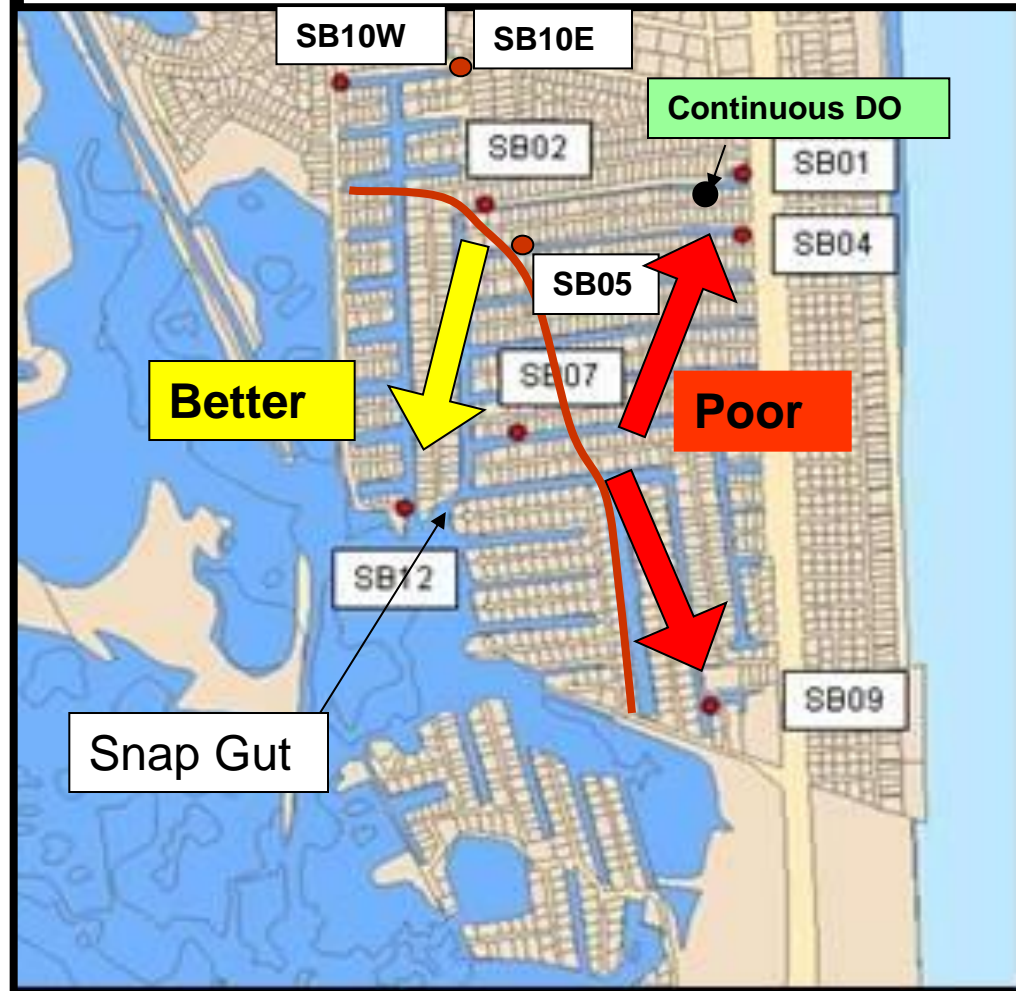 SB10W
SB10E
Continuous DO
SB02
SB01
SB04
SB05
Better
SB07
Poor
SB12
SB09
Snap Gut